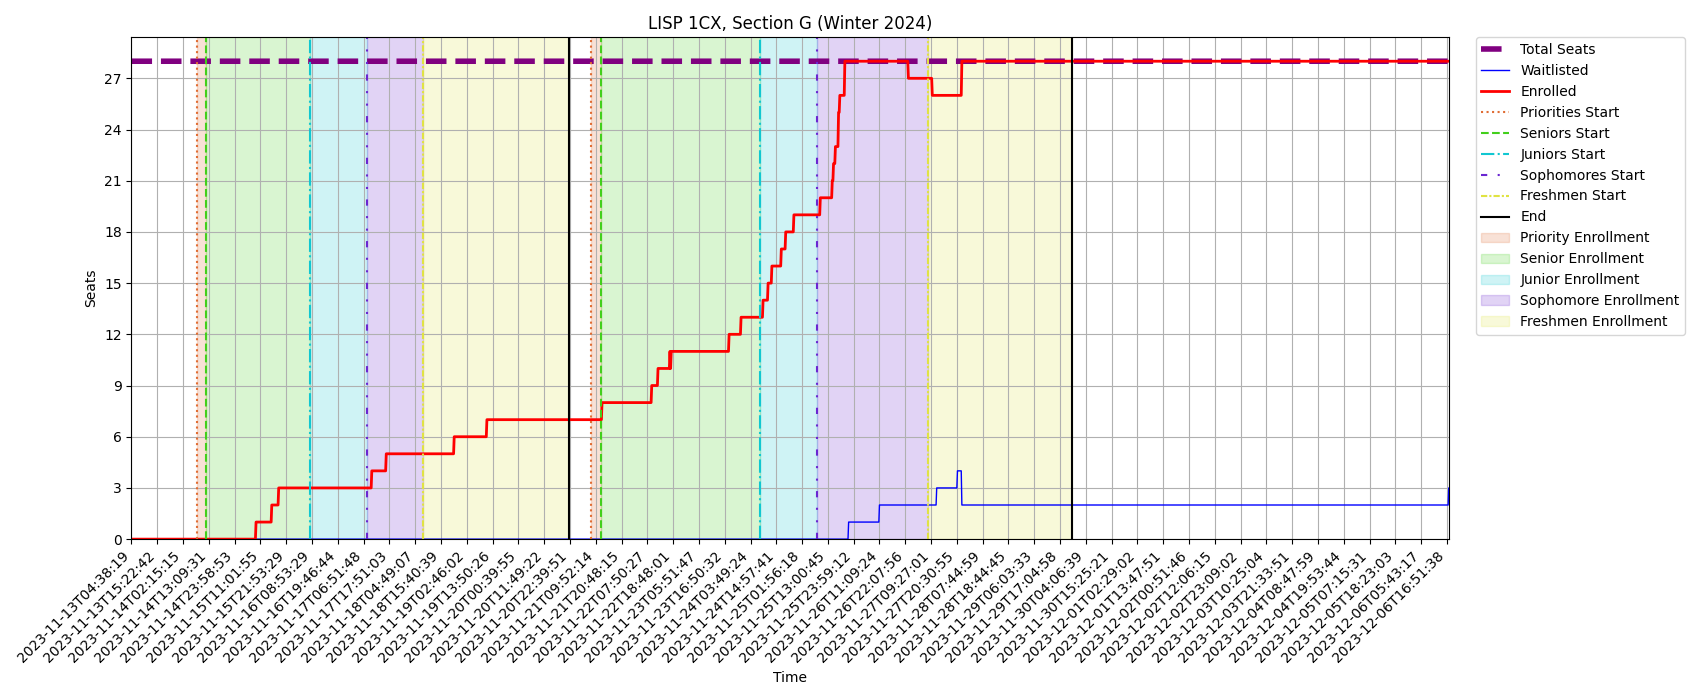 LISP 1CX, Section G (Winter 2024)
Total Seats
Waitlisted
Enrolled
Priorities Start
Seniors Start
Juniors Start
Sophomores Start
Freshmen Start
End
Priority Enrollment
Senior Enrollment
Junior Enrollment
Sophomore Enrollment
Freshmen Enrollment
Seats
27
24
21
18
15
12
9
6
3
0
2023-11-13T04:38:19
2023-11-13T15:22:42
2023-11-14T02:15:15
2023-11-14T13:09:31
2023-11-14T23:58:53
2023-11-15T11:01:55
2023-11-15T21:53:29
2023-11-16T08:53:29
2023-11-16T19:46:44
2023-11-17T06:51:48
2023-11-17T17:51:03
2023-11-18T04:49:07
2023-11-18T15:40:39
2023-11-19T02:46:02
2023-11-19T13:50:26
2023-11-20T00:39:55
2023-11-20T11:49:22
2023-11-20T22:39:51
2023-11-21T09:52:14
2023-11-21T20:48:15
2023-11-22T07:50:27
2023-11-22T18:48:01
2023-11-23T05:51:47
2023-11-23T16:50:32
2023-11-24T03:49:24
2023-11-24T14:57:41
2023-11-25T01:56:18
2023-11-25T13:00:45
2023-11-25T23:59:12
2023-11-26T11:09:24
2023-11-26T22:07:56
2023-11-27T09:27:01
2023-11-27T20:30:55
2023-11-28T07:44:59
2023-11-28T18:44:45
2023-11-29T06:03:33
2023-11-29T17:04:58
2023-11-30T04:06:39
2023-11-30T15:25:21
2023-12-01T02:29:02
2023-12-01T13:47:51
2023-12-02T00:51:46
2023-12-02T12:06:15
2023-12-02T23:09:02
2023-12-03T10:25:04
2023-12-03T21:33:51
2023-12-04T08:47:59
2023-12-04T19:53:44
2023-12-05T07:15:31
2023-12-05T18:23:03
2023-12-06T05:43:17
2023-12-06T16:51:38
Time